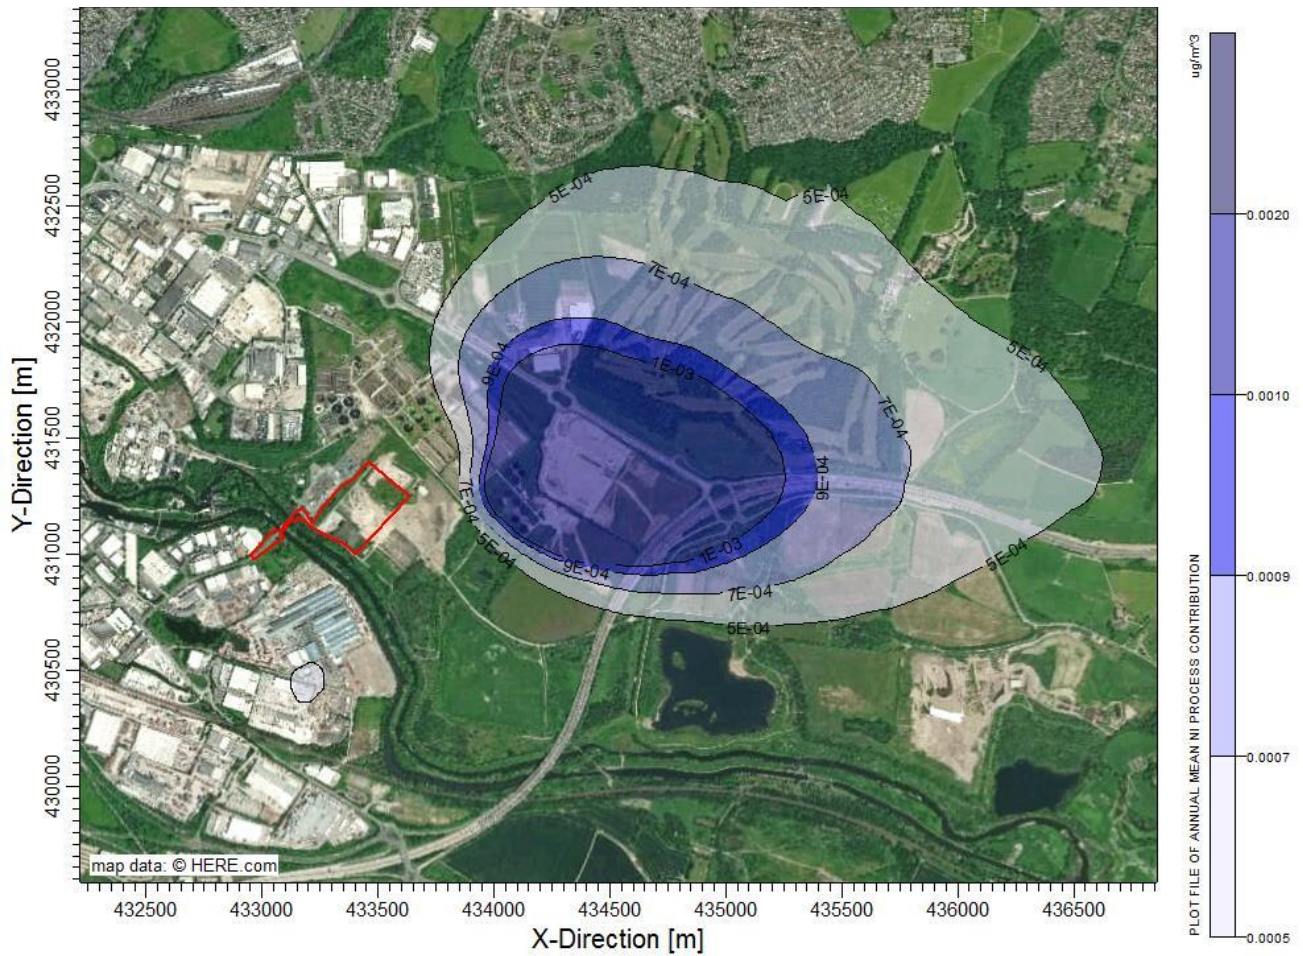 Y-Direction [m]
433000
432500
432000
431500
431000
430500
430000
5E-04
5E-04
7E-04
9E-04
1E-03
5E-04
7E-04
9E-04
7E-04
5E-04
9E-04
1E-03
5E-04
7E-04
5E-04
map data: © HERE.com
432500 433000 433500 434000 434500 435000 435500 436000 436500
X-Direction [m]
ug/m^3
PLOT FILE OF ANNUAL MEAN NI PROCESS CONTRIBUTION
0.0020
0.0010
0.0009
0.0007
0.0005